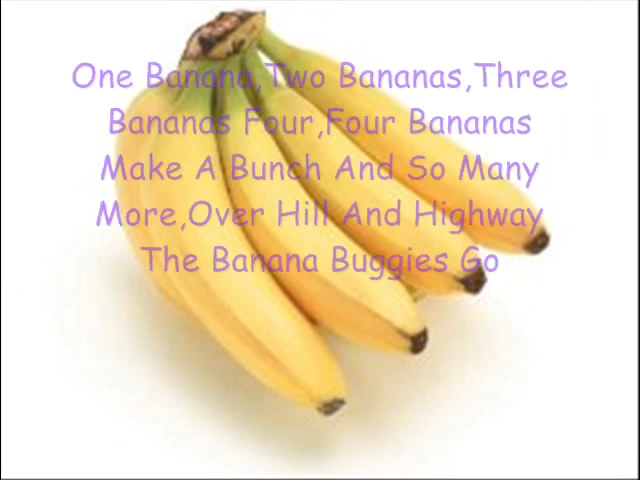 One Banana,Two Bananas,Three
Bananas Four,Four Bananas
Make A Bunch And So Many
More,Over Hill And Highway
The Banana Buggies Go